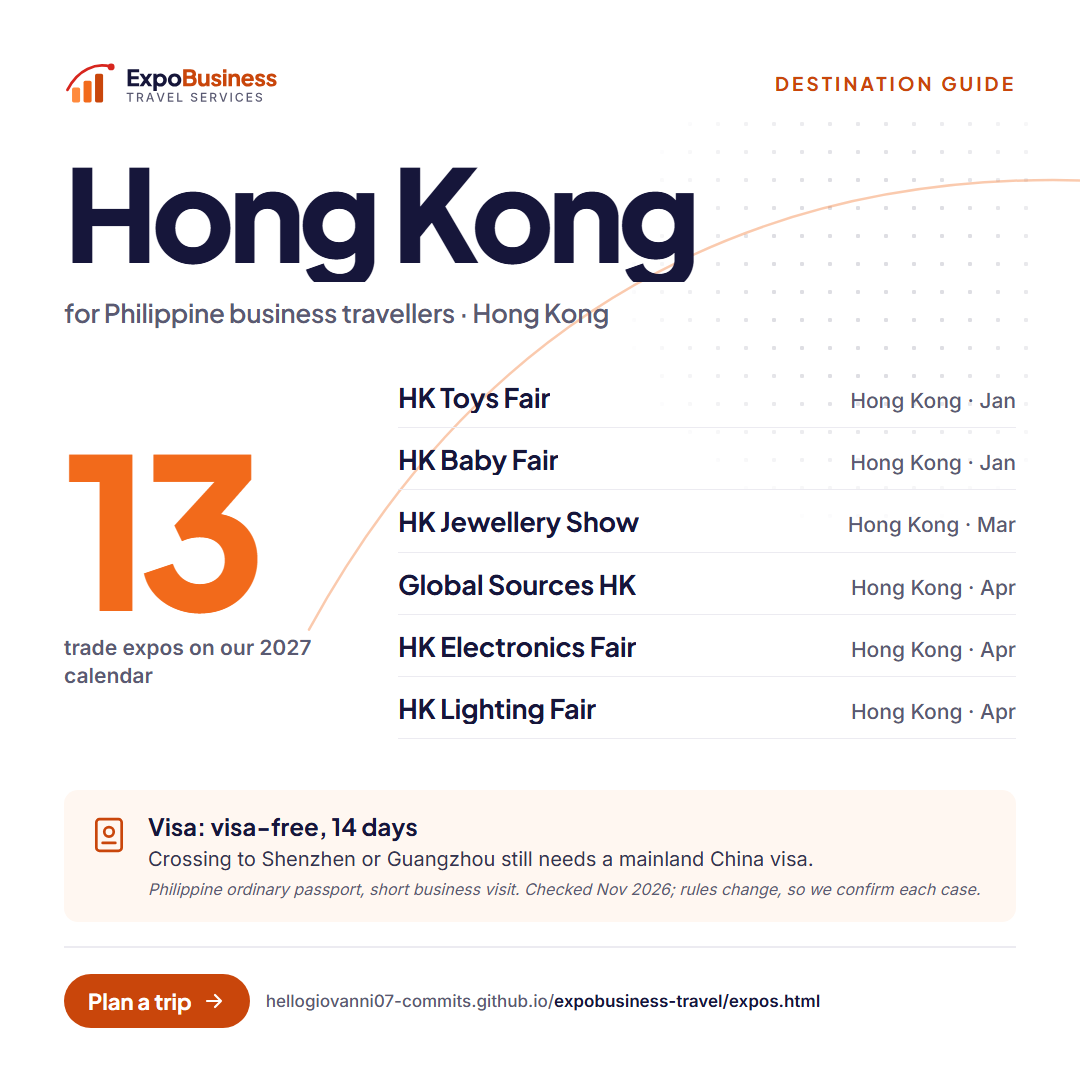 ExpoBusiness
TRAVEL SERVICES
DESTINATION GUIDE
Hong Kong
for Philippine business travellers · Hong Kong
13
trade expos on our 2027
calendar
HK Toys Fair Hong Kong · Jan
HK Baby Fair Hong Kong · Jan
HK Jewellery Show Hong Kong · Mar
Global Sources HK Hong Kong · Apr
HK Electronics Fair Hong Kong · Apr
HK Lighting Fair Hong Kong · Apr
Visa: visa-free, 14 days
Crossing to Shenzhen or Guangzhou still needs a mainland China visa.
Philippine ordinary passport, short business visit. Checked Nov 2026; rules change, so we confirm each case.
Plan a trip → hellogiovanni07-commits.github.io/expobusiness-travel/expos.html